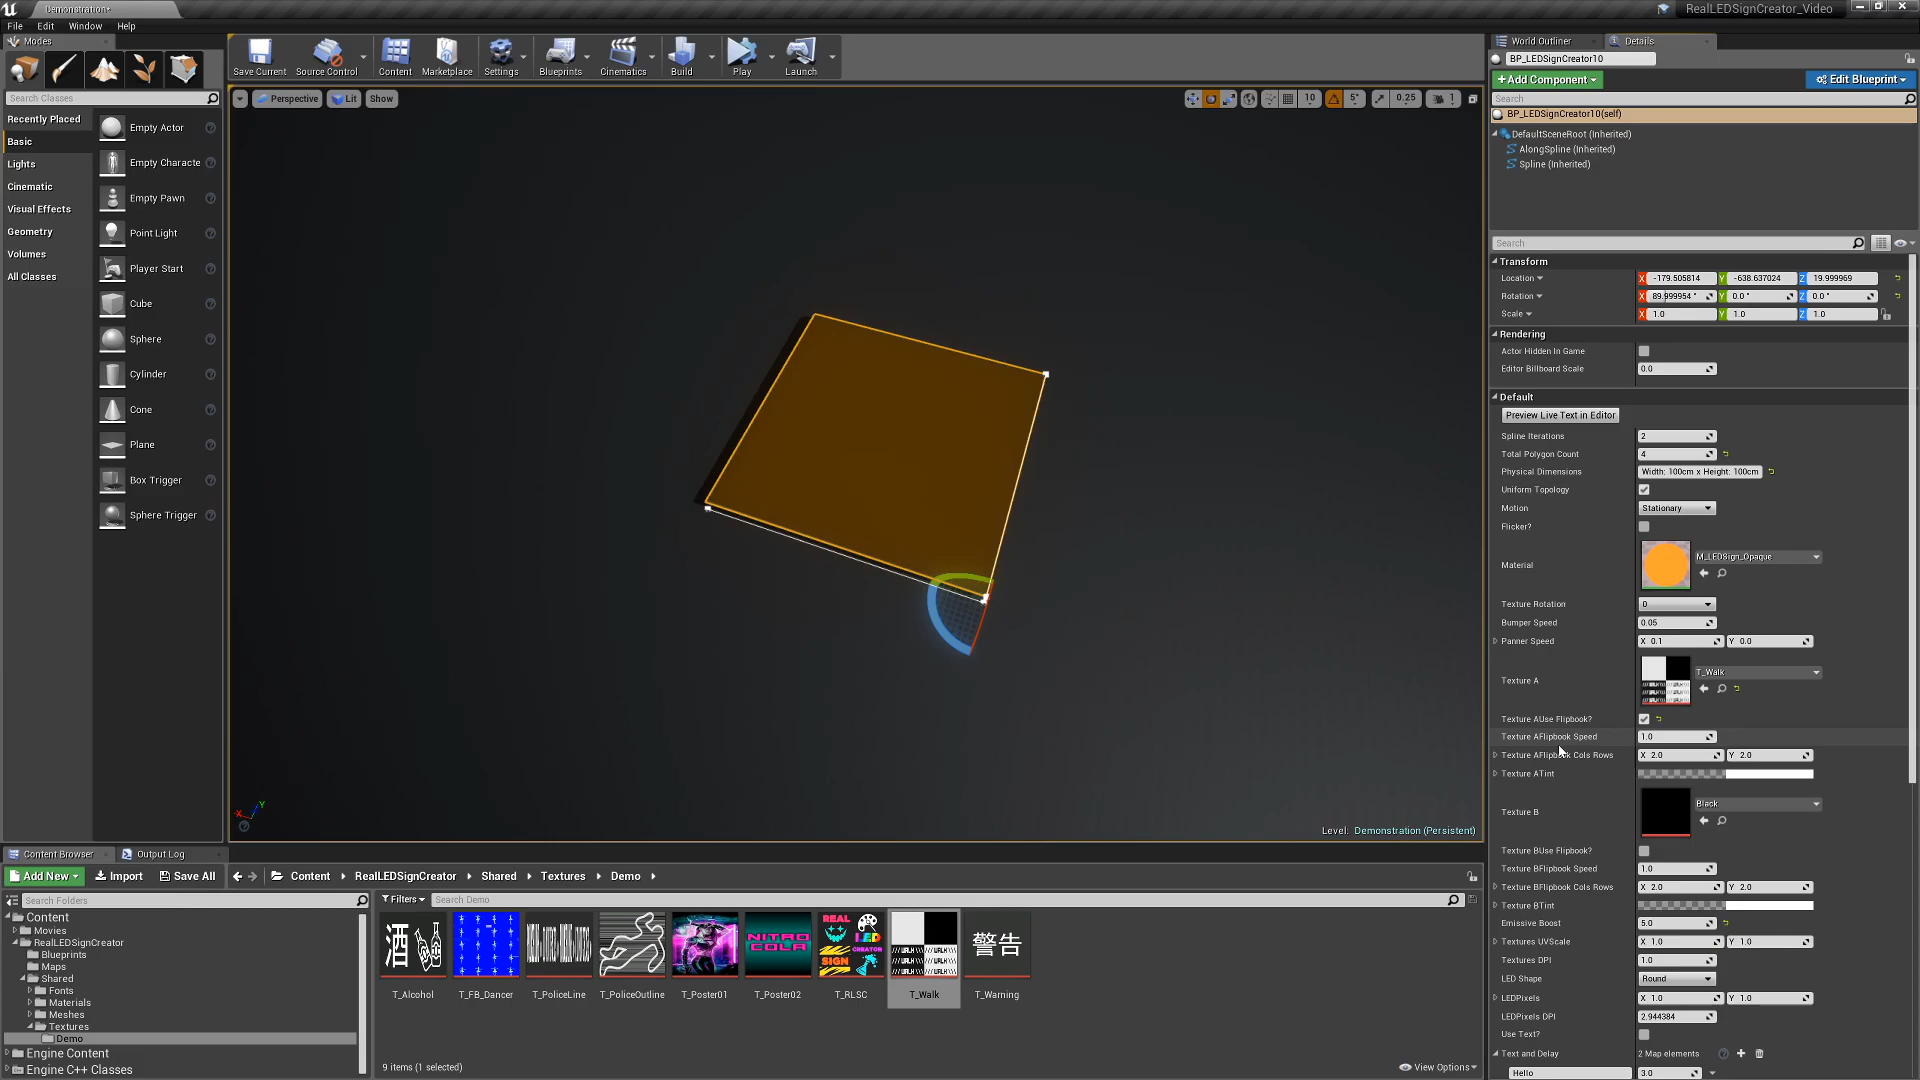 Demonstration*
RealLEDSignCreator_Video
File Edit Window Help
Modes
Search Classes
Recently Placed
Basic
Lights
Cinematic
Visual Effects
Geometry
Volumes
All Classes
Empty Actor
Empty Characte
Empty Pawn
Point Light
Player Start
Cube
Sphere
Cylinder
Cone
Plane
Box Trigger
Sphere Trigger
Save Current
Source Control
Content
Marketplace
Settings
Blueprints
Cinematics
Build
Play
Launch
Perspective Lit Show
10 5° 0.25 1
X Y
Level: Demonstration (Persistent)
World Outliner Details
BP_LEDSignCreator10
+Add Component Edit Blueprint
Search
BP_LEDSignCreator10(self)
DefaultSceneRoot (Inherited)
AlongSpline (Inherited)
Spline (Inherited)
Search
Transform
Location X -179.505814 Y -638.637024 Z 19.999969
Rotation X 89.999954 ° Y 0.0 ° Z 0.0 °
Scale X 1.0 Y 1.0 Z 1.0
Rendering
Actor Hidden In Game
Editor Billboard Scale 0.0
Default
Preview Live Text in Editor
Spline Iterations 2
Total Polygon Count 4
Physical Dimensions Width: 100cm x Height: 100cm
Uniform Topology
Motion Stationary
Flicker?
Material M_LEDSign_Opaque
Texture Rotation 0
Bumper Speed 0.05
Panner Speed X 0.1 Y 0.0
Texture A T_Walk
Texture AUse Flipbook?
Texture AFlipbook Speed 1.0
Texture AFlipbook Cols Rows X 2.0 Y 2.0
Texture ATint
Texture B Black
Texture BUse Flipbook?
Texture BFlipbook Speed 1.0
Texture BFlipbook Cols Rows X 2.0 Y 2.0
Texture BTint
Emissive Boost 5.0
Textures UVScale X 1.0 Y 1.0
Textures DPI 1.0
LED Shape Round
LEDPixels X 1.0 Y 1.0
LEDPixels DPI 2.944384
Use Text?
Text and Delay 2 Map elements
Hello 3.0
Content Browser Output Log
Add New Import Save All Content RealLEDSignCreator Shared Textures Demo
Search Folders
Content
Movies
RealLEDSignCreator
Blueprints
Maps
Shared
Fonts
Materials
Meshes
Textures
Demo
Engine Content
Engine C++ Classes
Filters Search Demo
酒
NITRO
COLA
REAL
LED
CREATOR
SIGN
警告
T_Alcohol T_FB_Dancer T_PoliceLine T_PoliceOutline T_Poster01 T_Poster02 T_RLSC T_Walk T_Warning
9 items (1 selected)
View Options